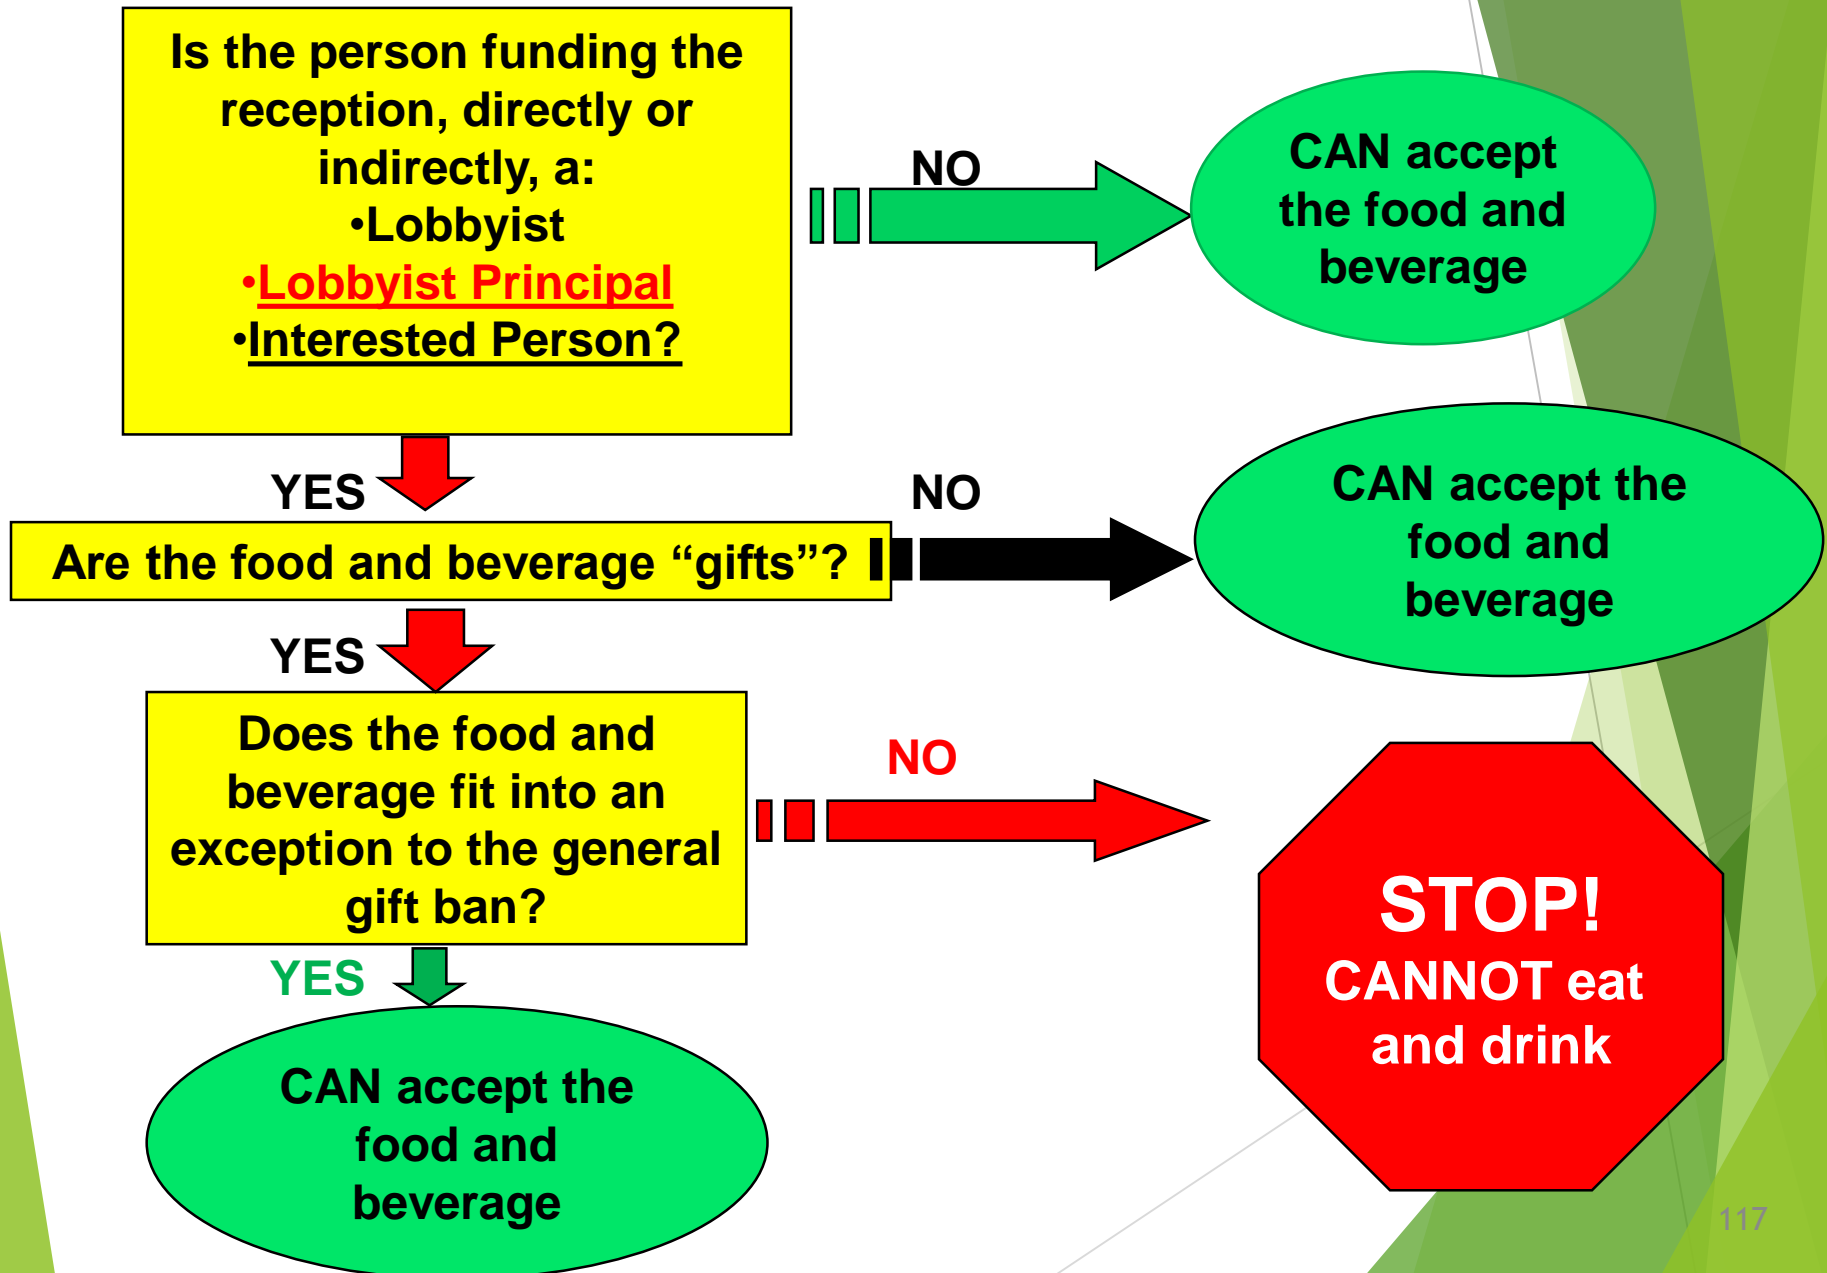 Is the person funding the
reception, directly or
indirectly, a:
•Lobbyist
•Lobbyist Principal
•Interested Person?
NO
CAN accept
the food and
beverage
YES
NO
Are the food and beverage “gifts”?
CAN accept the
food and
beverage
YES
Does the food and
beverage fit into an
exception to the general
gift ban?
NO
STOP!
CANNOT eat
and drink
YES
CAN accept the
food and
beverage
117